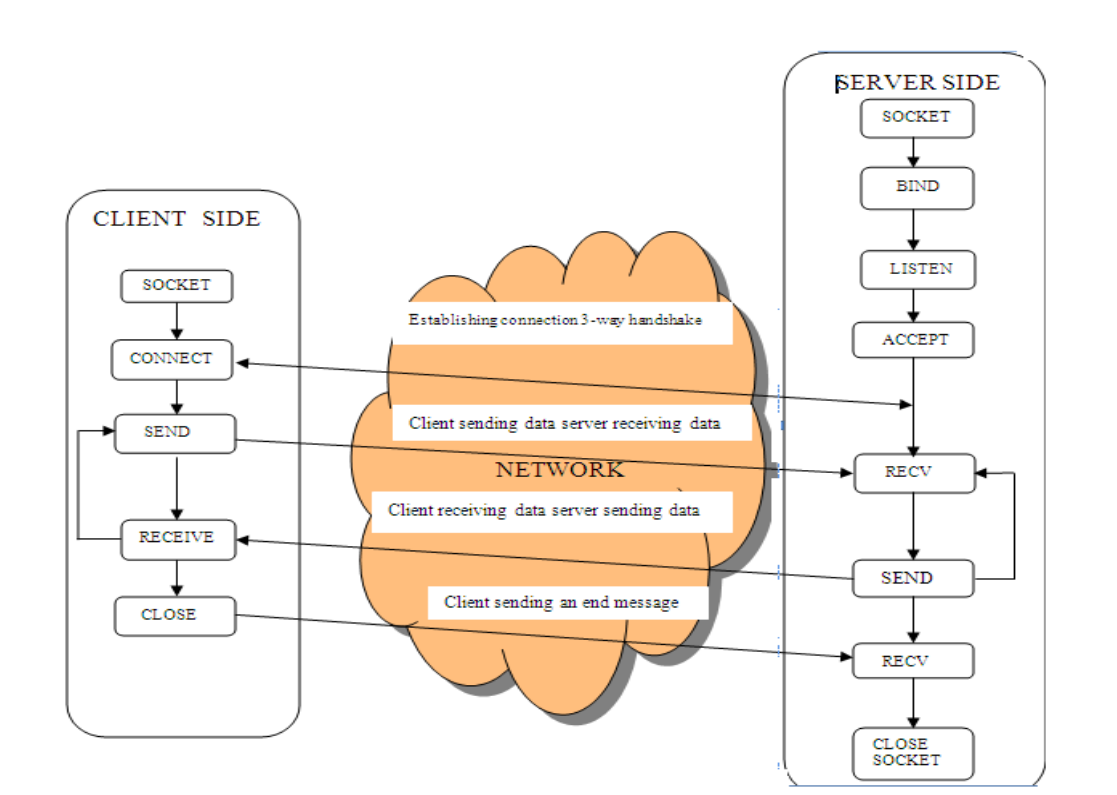 SERVER SIDE
SOCKET
BIND
LISTEN
ACCEPT
RECV
SEND
RECV
CLOSE
SOCKET
CLIENT SIDE
SOCKET
CONNECT
SEND
RECEIVE
CLOSE
Establishing connection 3-way handshake
Client sending data server receiving data
NETWORK
Client receiving data server sending data
Client sending an end message